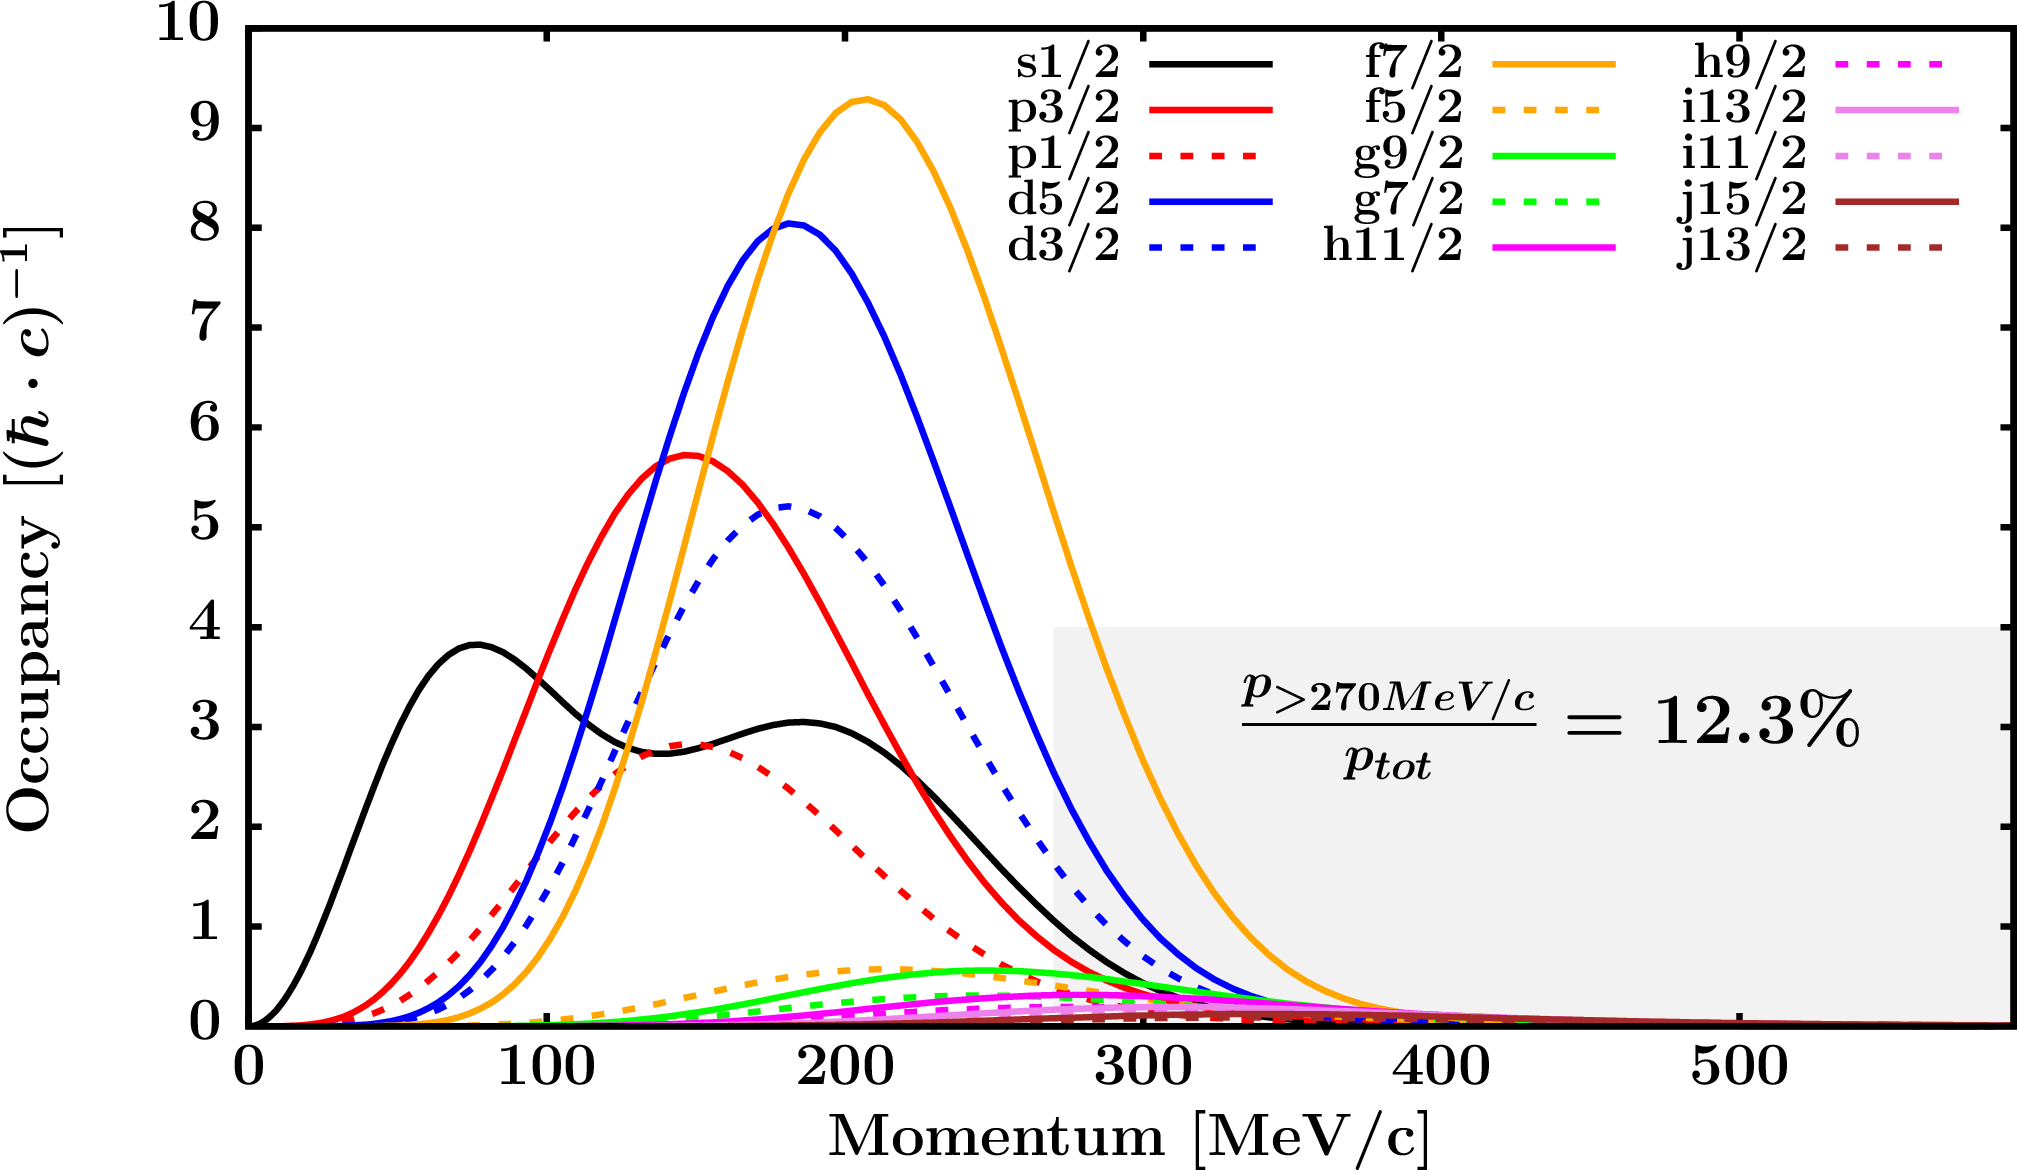 Occupancy [(ħ · c)⁻¹]
10
9
8
7
6
5
4
3
2
1
0
s1/2
p3/2
p1/2
d5/2
d3/2
f7/2
f5/2
g9/2
g7/2
h11/2
h9/2
i13/2
i11/2
j15/2
j13/2
p>270MeV/c
ptot
= 12.3%
0 100 200 300 400 500
Momentum [MeV/c]